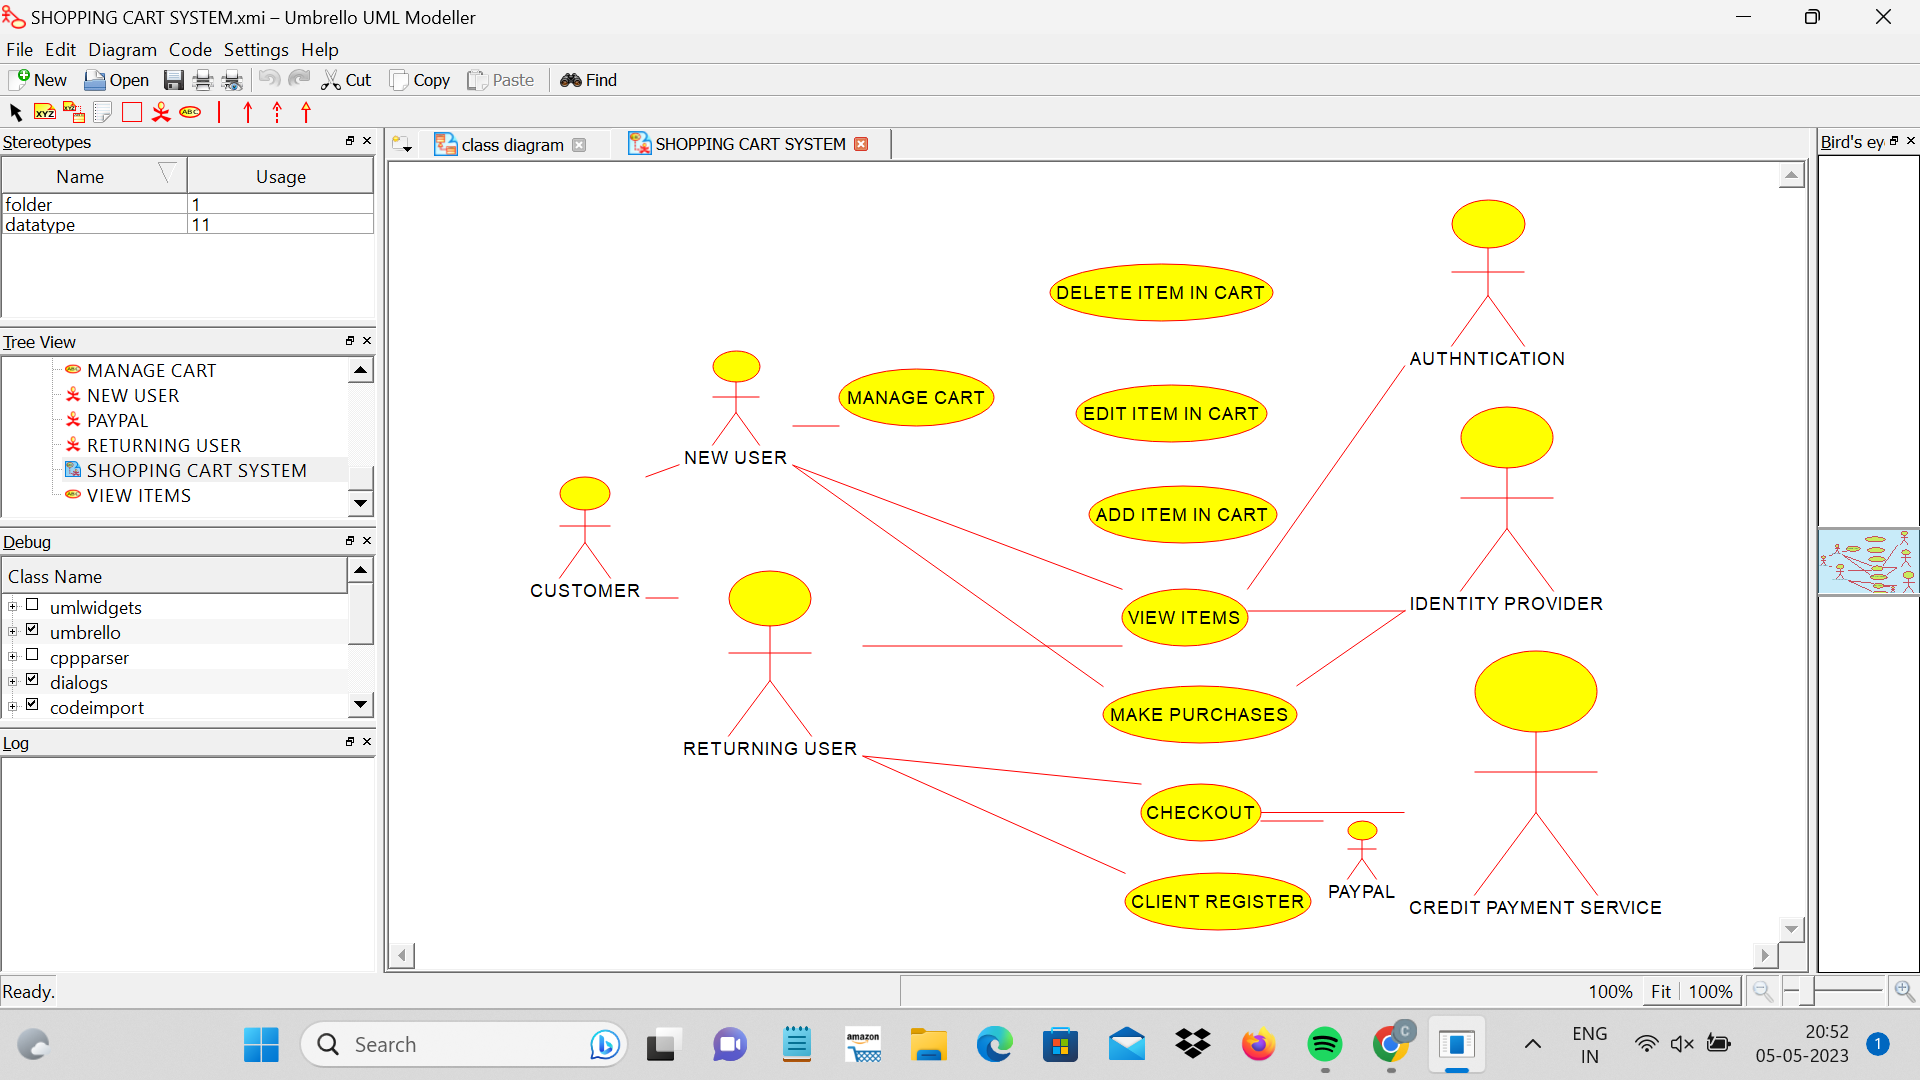 SHOPPING CART SYSTEM.xmi – Umbrello UML Modeller
File Edit Diagram Code Settings Help
New Open Cut Copy Paste Find
XYZ XYZ ABC
Stereotypes
Name Usage
folder 1
datatype 11
Tree View
MANAGE CART
NEW USER
PAYPAL
RETURNING USER
SHOPPING CART SYSTEM
VIEW ITEMS
Debug
Class Name
umlwidgets
umbrello
cppparser
dialogs
codeimport
Log
class diagram SHOPPING CART SYSTEM
DELETE ITEM IN CART
AUTHNTICATION
MANAGE CART
EDIT ITEM IN CART
NEW USER
ADD ITEM IN CART
CUSTOMER
IDENTITY PROVIDER
VIEW ITEMS
MAKE PURCHASES
RETURNING USER
CHECKOUT
PAYPAL
CLIENT REGISTER
CREDIT PAYMENT SERVICE
Bird's ey
Ready.
100% Fit 100%
Search
amazon
C
ENG
IN
20:52
05-05-2023
1